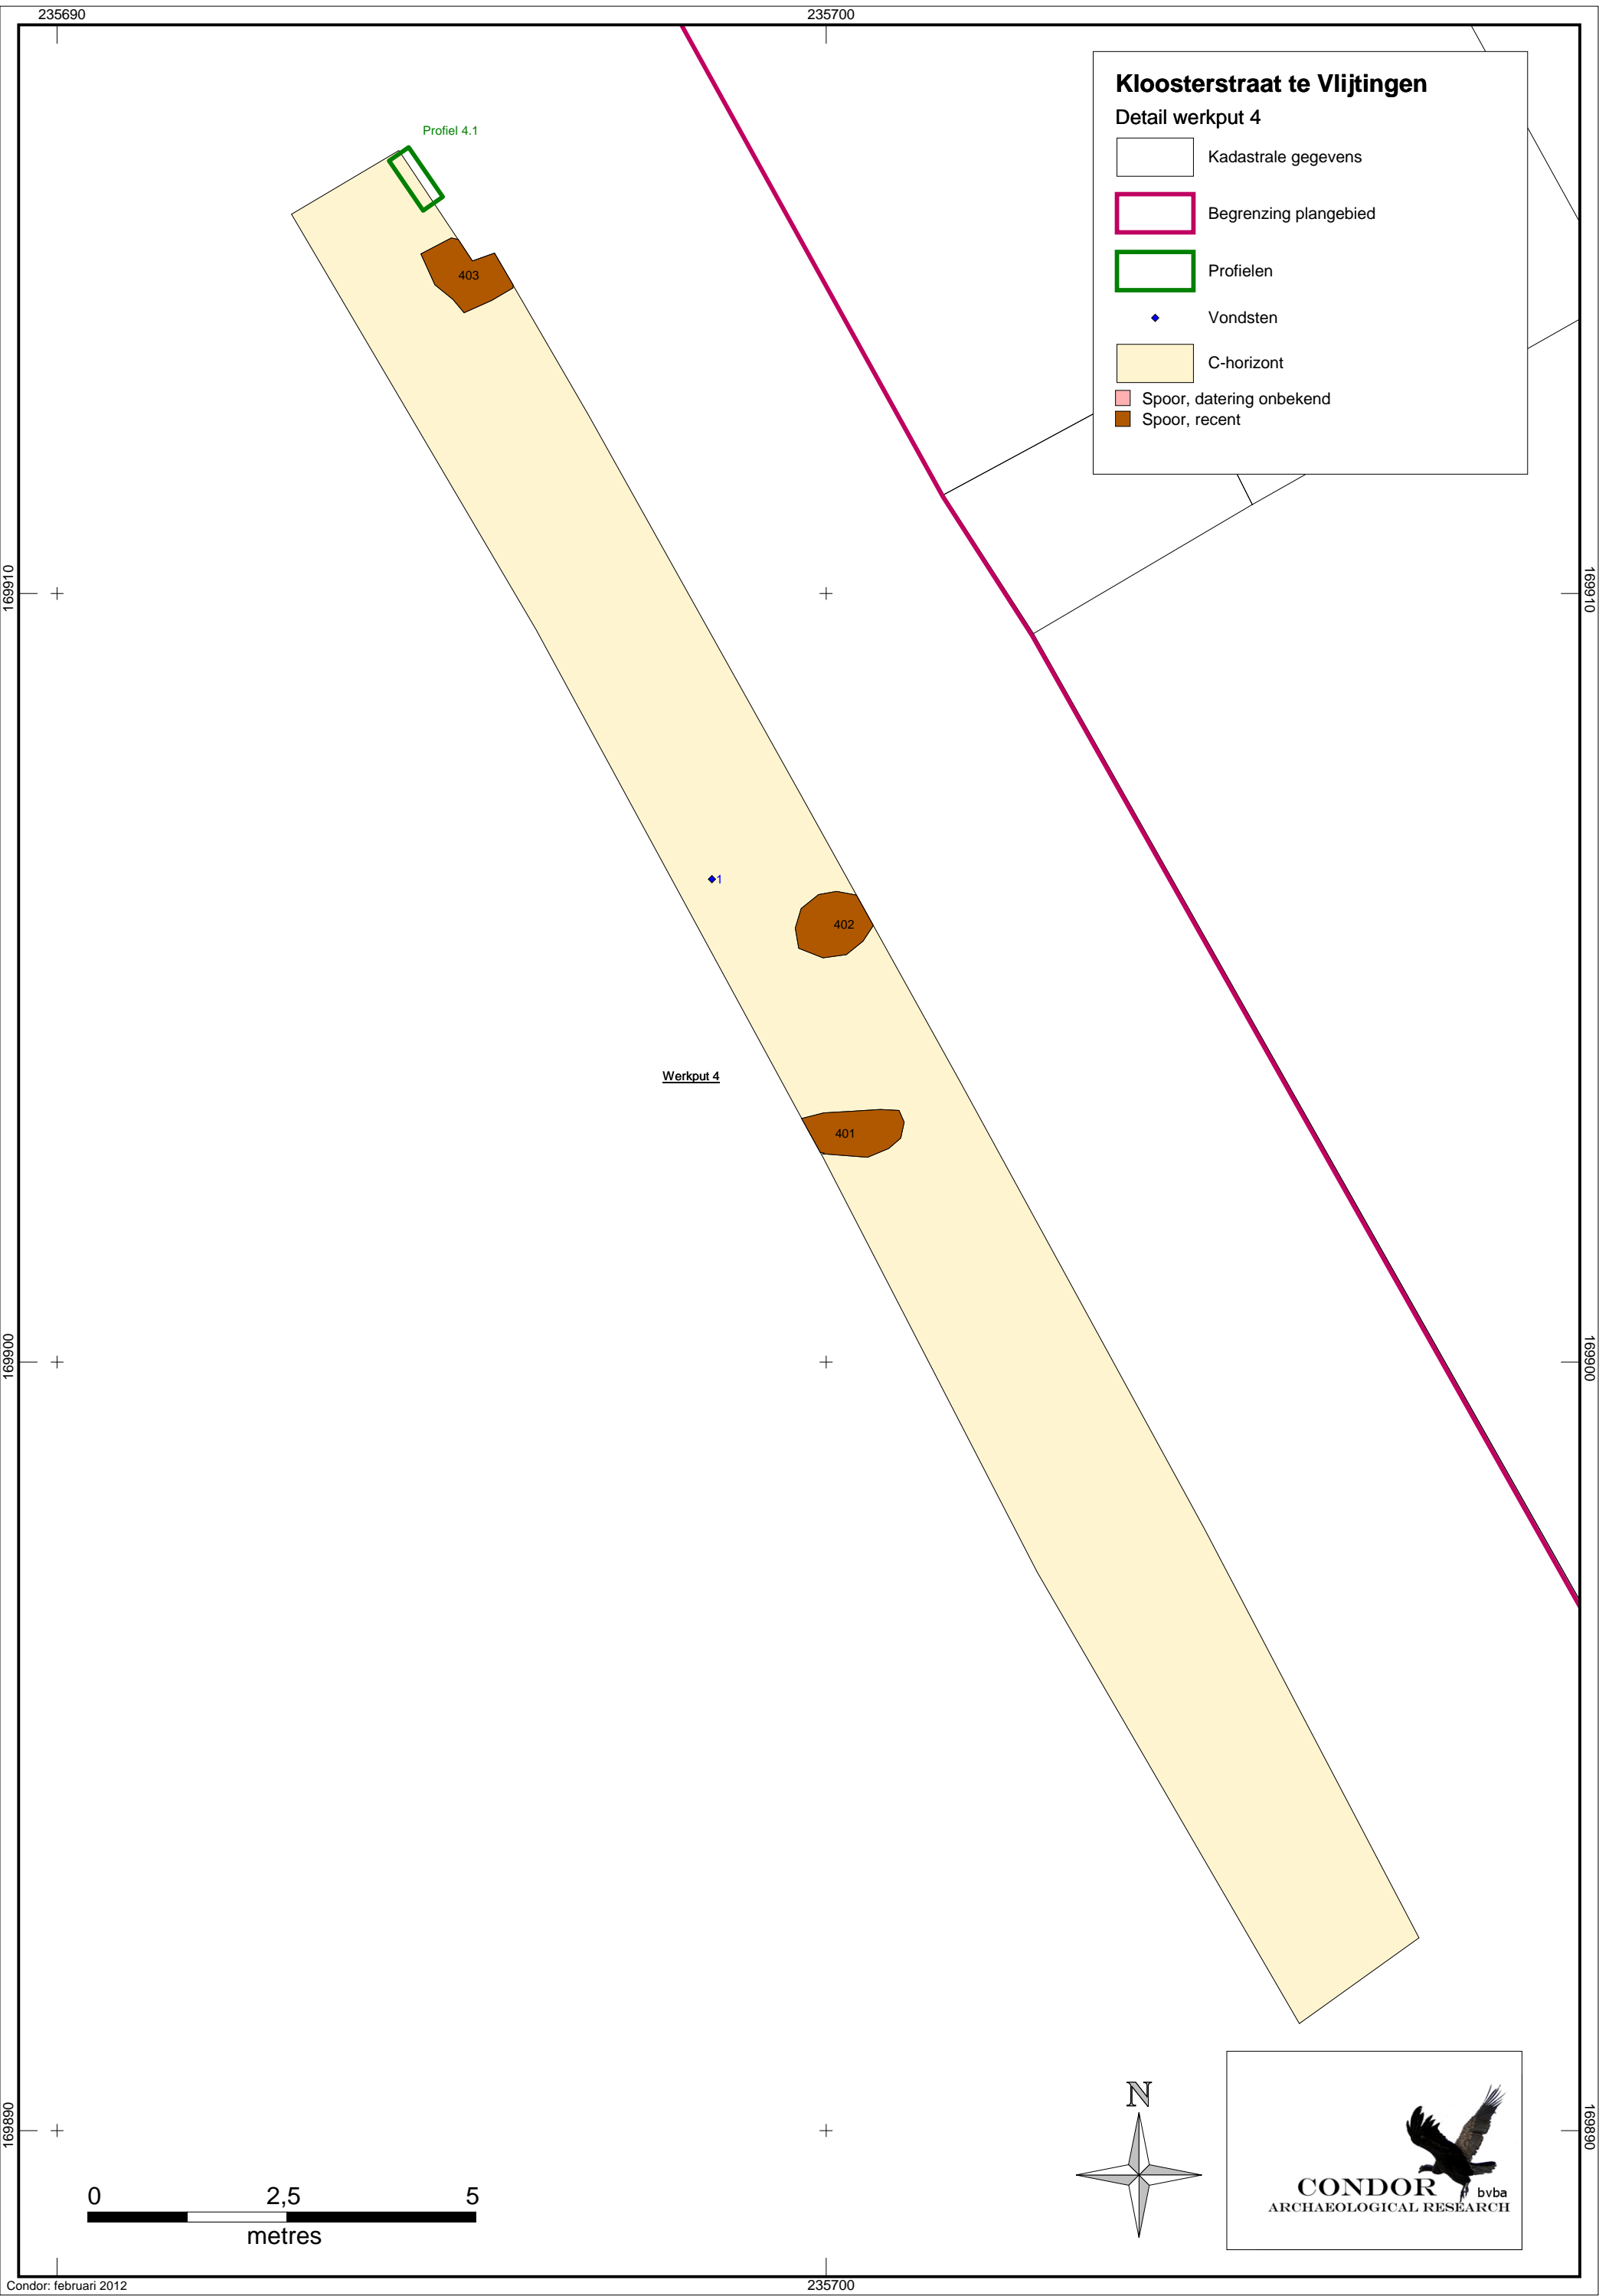 235690
235700
Kloosterstraat te Vlijtingen
Detail werkput 4
Kadastrale gegevens
Begrenzing plangebied
Profielen
Vondsten
C-horizont
Spoor, datering onbekend
Spoor, recent
Profiel 4.1
403
169910
169910
1
402
Werkput 4
401
169900
169900
N
169890
169890
0
2,5
5
metres
CONDOR bvba
ARCHAEOLOGICAL RESEARCH
Condor: februari 2012
235700